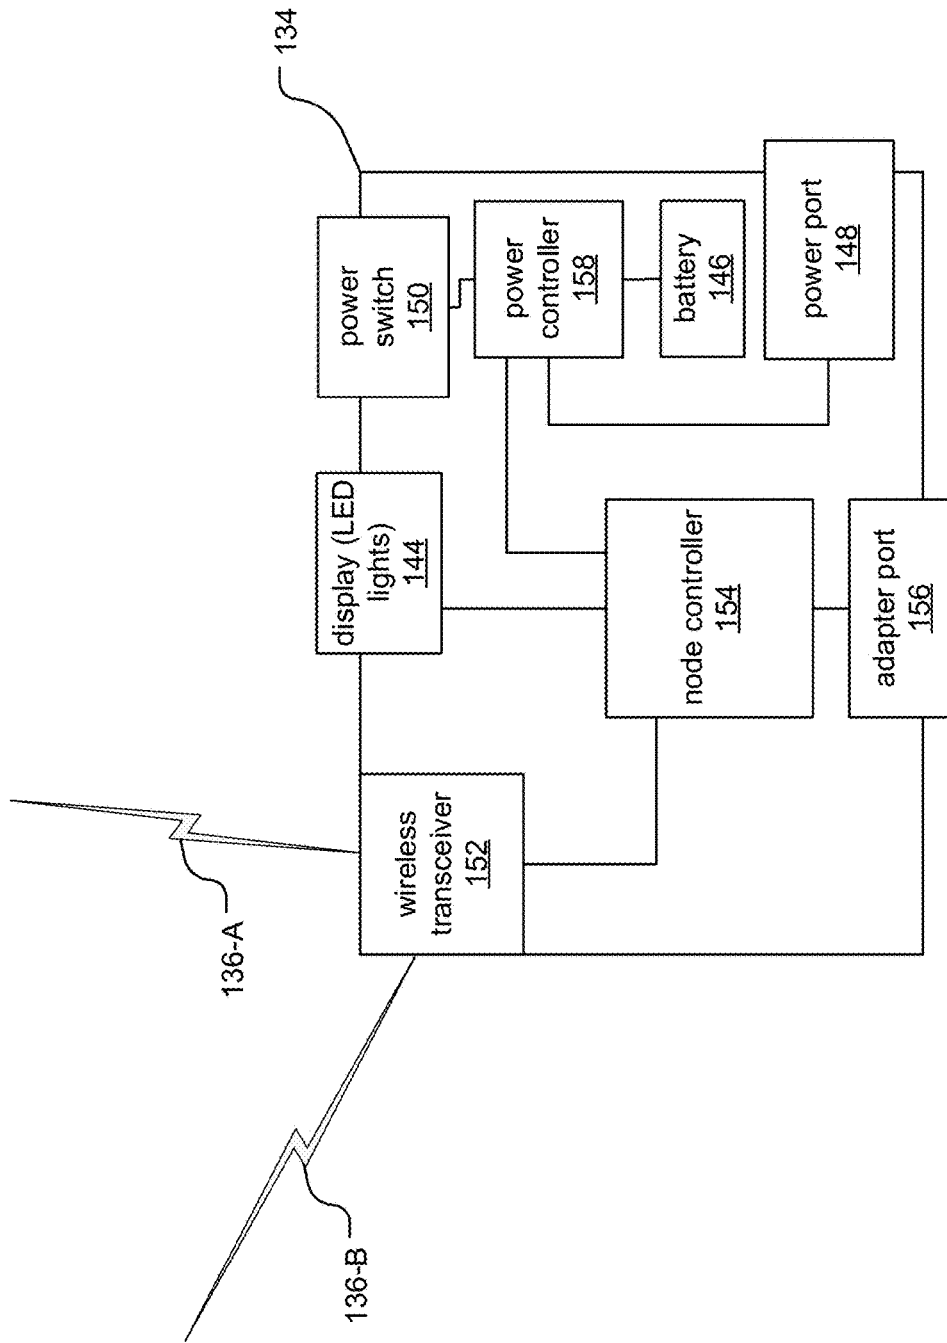 134
power
switch
150
power
controller
158
battery
146
power port
148
display (LED
lights)
144
node controller
154
adapter port
156
wireless
transceiver
152
136-A
136-B